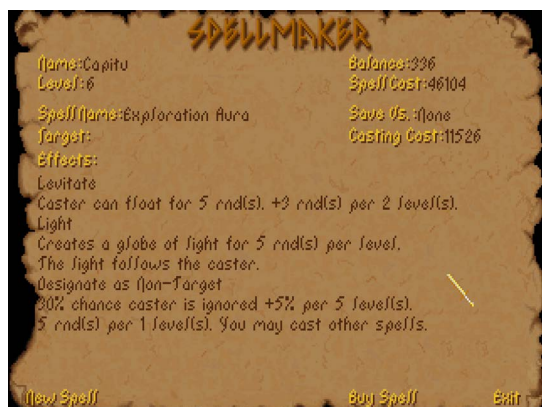 SPELLMAKER
Name:Capitu Balance:336
Level:6 Spell Cost:46104
Spell Name:Exploration Aura Save Vs.:None
Target: Casting Cost:11526
Effects:
Levitate
Caster can float for 5 rnd(s). +3 rnd(s) per 2 level(s).
Light
Creates a globe of light for 5 rnd(s) per level.
The light follows the caster.
Designate as Non-Target
30% chance caster is ignored +5% per 5 level(s).
5 rnd(s) per 1 level(s). You may cast other spells.
New Spell Buy Spell Exit